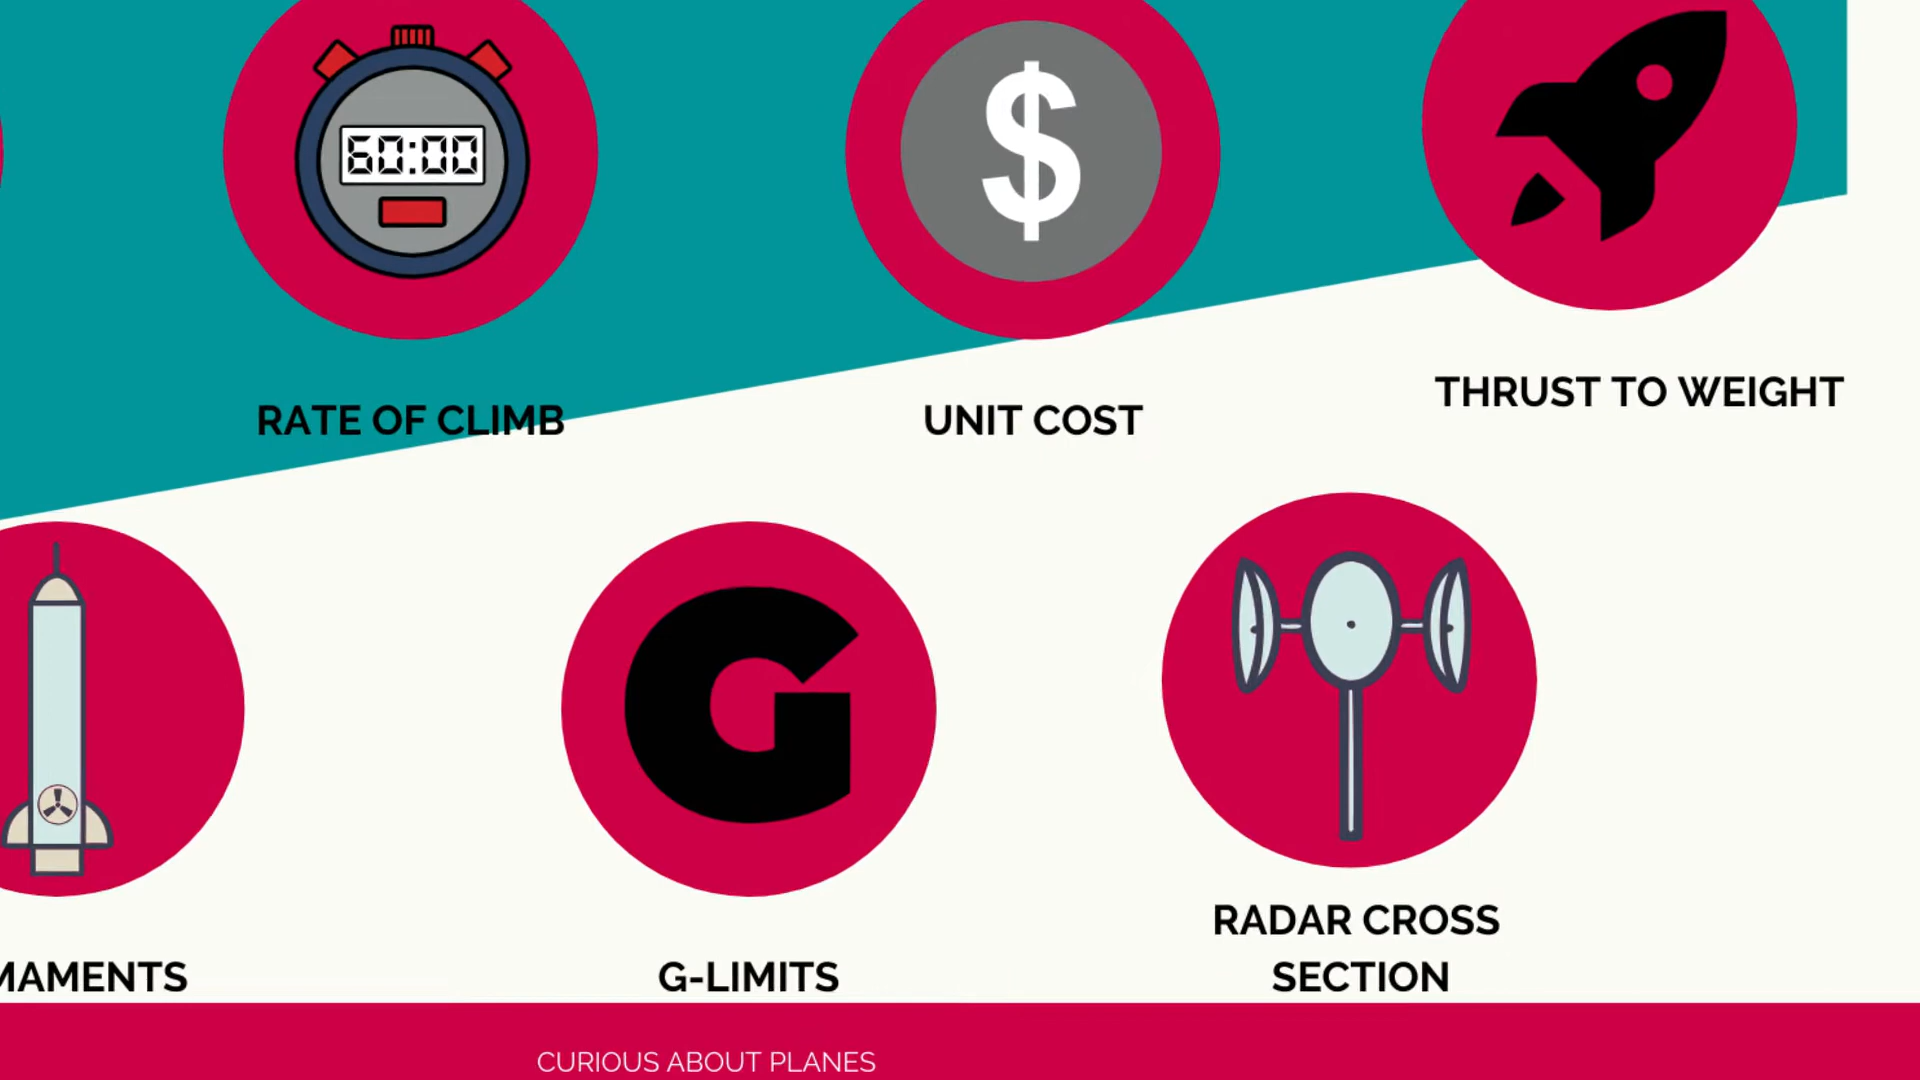 60:00
$
RATE OF CLIMB
UNIT COST
THRUST TO WEIGHT
G
MAMENTS
G-LIMITS
RADAR CROSS
SECTION
CURIOUS ABOUT PLANES